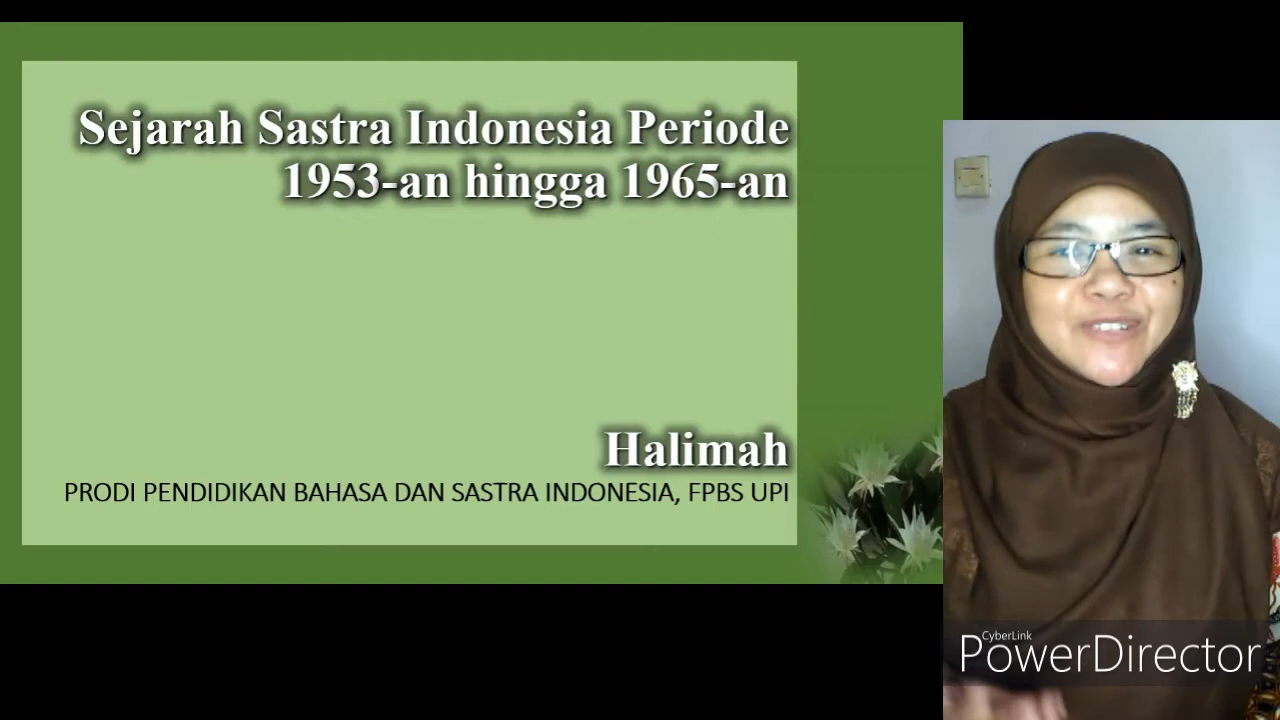 Sejarah Sastra Indonesia Periode
1953-an hingga 1965-an
Halimah
PRODI PENDIDIKAN BAHASA DAN SASTRA INDONESIA, FPBS UPI
CyberLink
PowerDirector